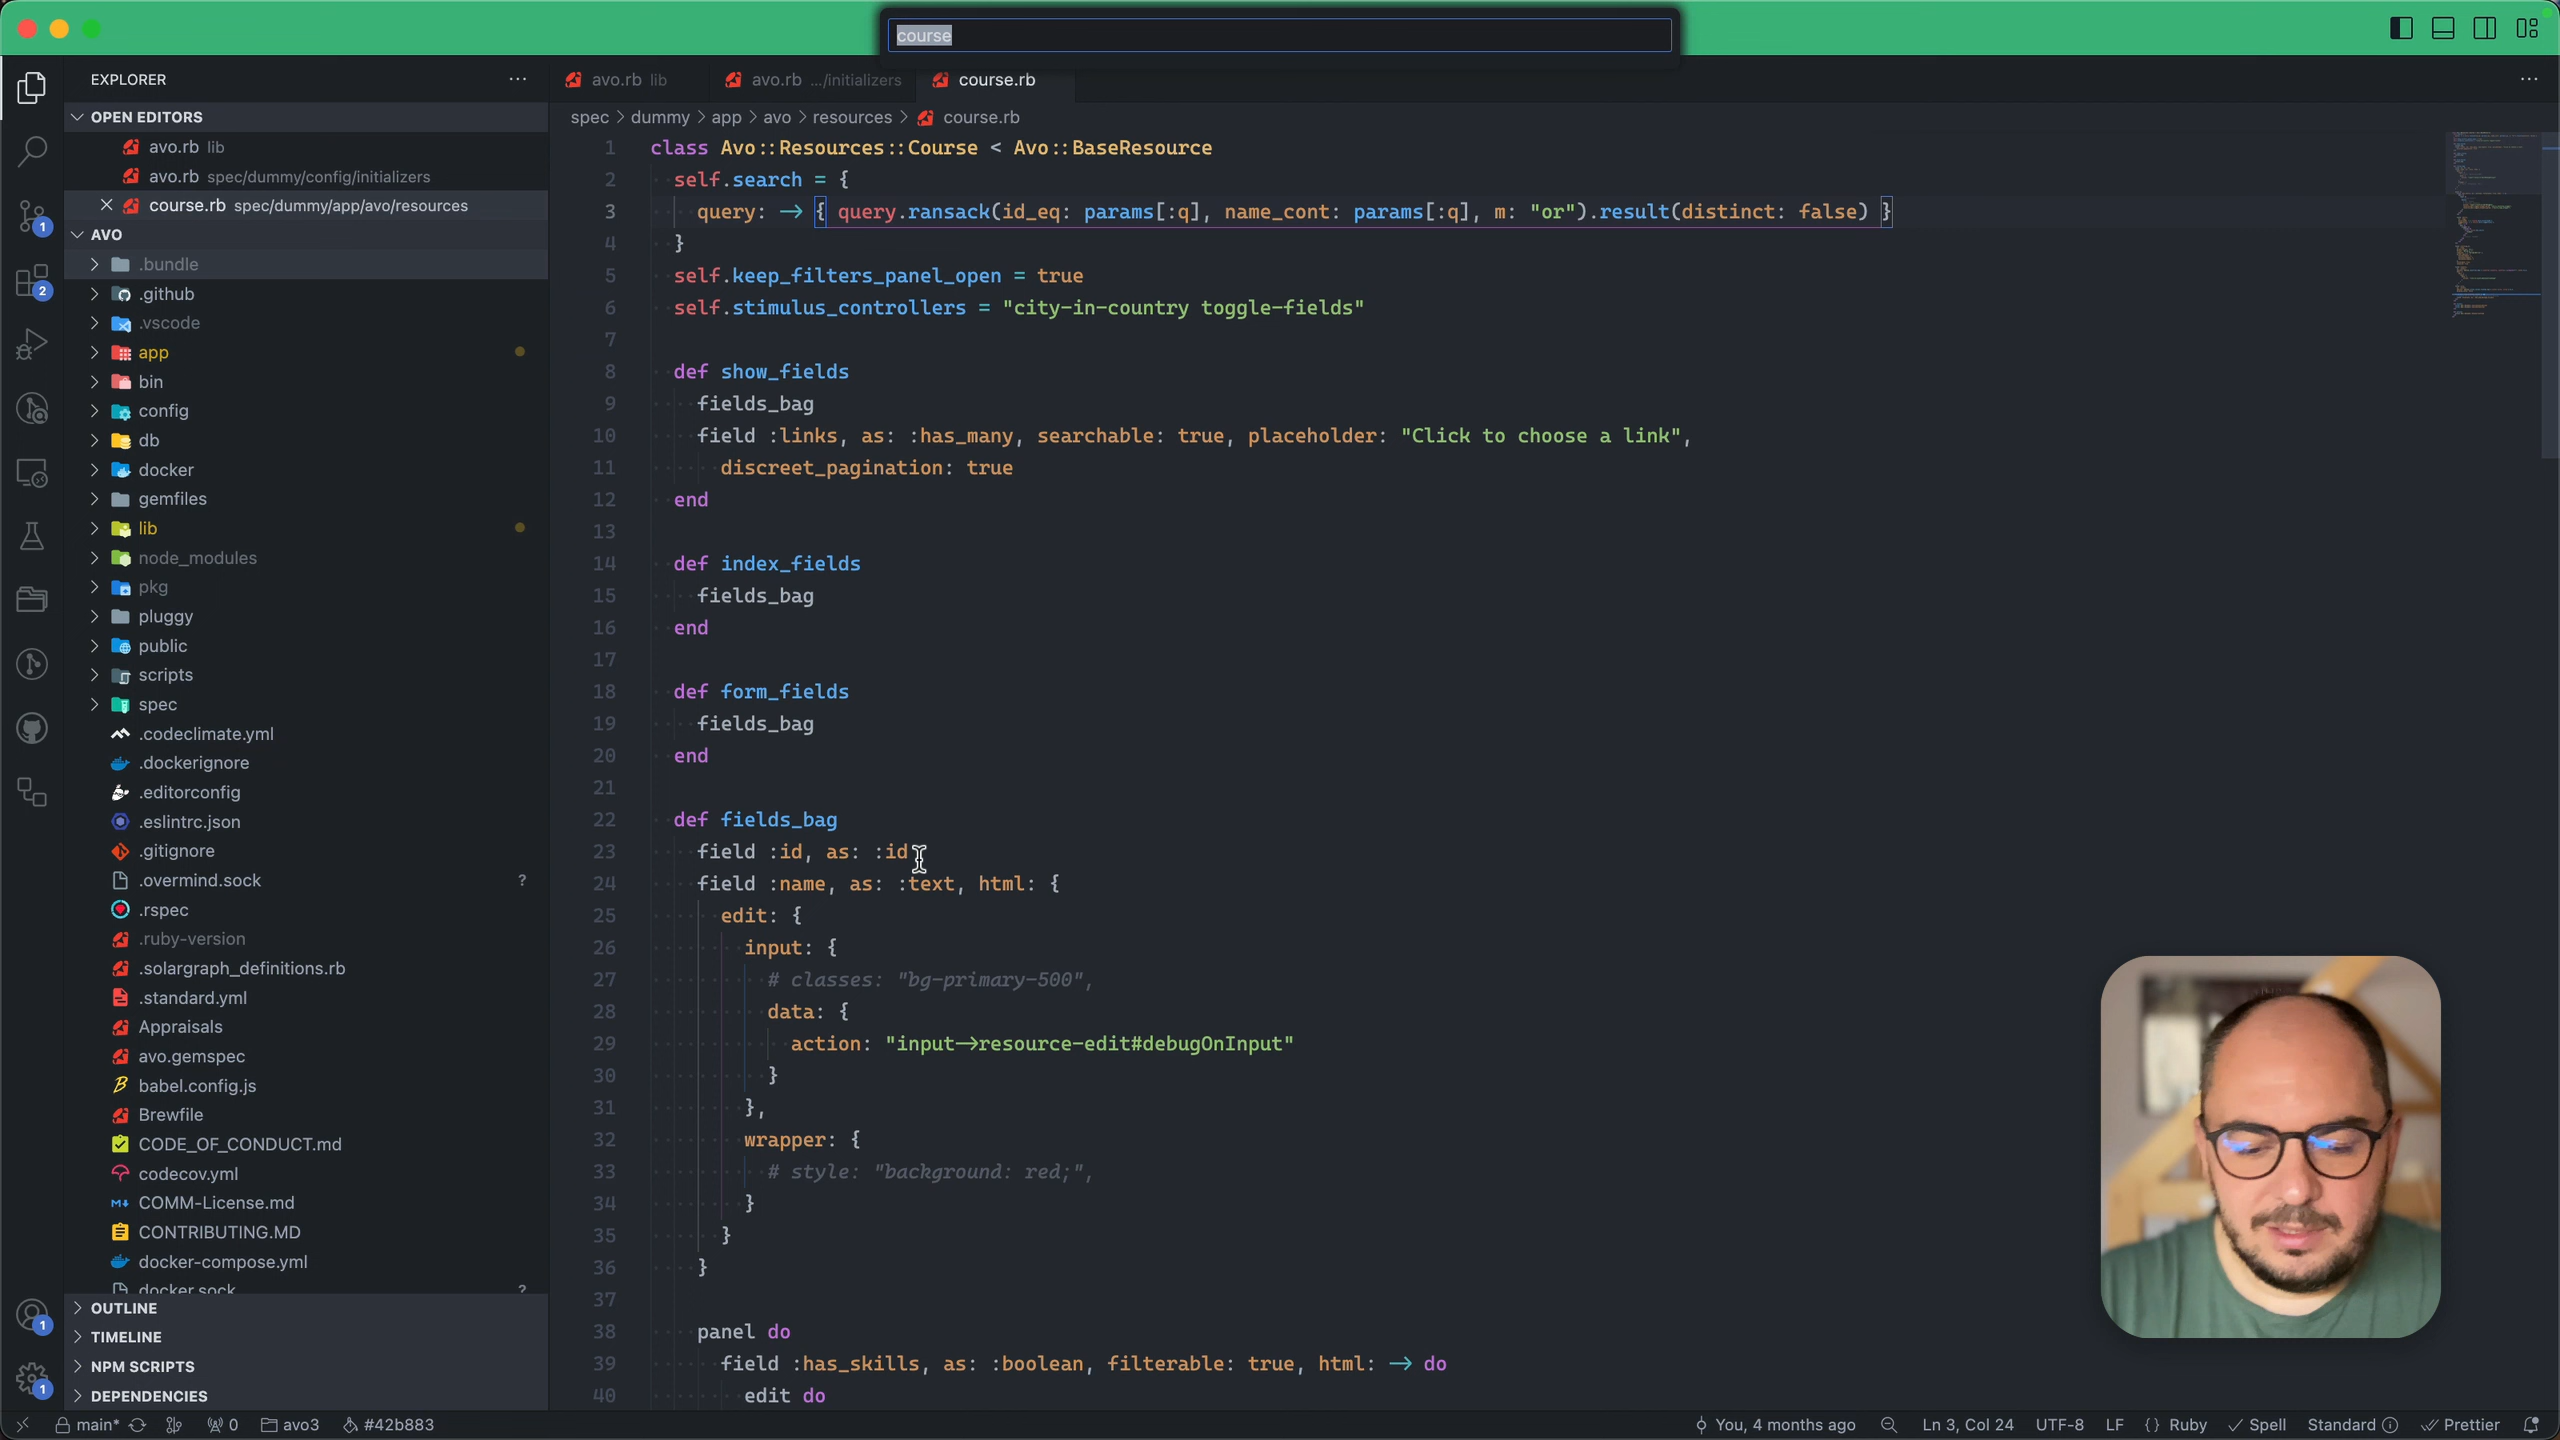 course
EXPLORER
OPEN EDITORS
avo.rb lib
avo.rb spec/dummy/config/initializers
course.rb spec/dummy/app/avo/resources
AVO
.bundle
.github
.vscode
app
bin
config
db
docker
gemfiles
lib
node_modules
pkg
pluggy
public
scripts
spec
.codeclimate.yml
.dockerignore
.editorconfig
.eslintrc.json
.gitignore
.overmind.sock ?
.rspec
.ruby-version
.solargraph_definitions.rb
.standard.yml
Appraisals
avo.gemspec
babel.config.js
Brewfile
CODE_OF_CONDUCT.md
codecov.yml
COMM-License.md
CONTRIBUTING.MD
docker-compose.yml
docker.sock ?
OUTLINE
TIMELINE
NPM SCRIPTS
DEPENDENCIES
1
2
1
1
avo.rb lib
avo.rb .../initializers
course.rb
spec > dummy > app > avo > resources > course.rb
1 class Avo::Resources::Course < Avo::BaseResource
2 self.search = {
3 query: -> { query.ransack(id_eq: params[:q], name_cont: params[:q], m: "or").result(distinct: false) }
4 }
5 self.keep_filters_panel_open = true
6 self.stimulus_controllers = "city-in-country toggle-fields"
7
8 def show_fields
9 fields_bag
10 field :links, as: :has_many, searchable: true, placeholder: "Click to choose a link",
11 discreet_pagination: true
12 end
13
14 def index_fields
15 fields_bag
16 end
17
18 def form_fields
19 fields_bag
20 end
21
22 def fields_bag
23 field :id, as: :id
24 field :name, as: :text, html: {
25 edit: {
26 input: {
27 # classes: "bg-primary-500",
28 data: {
29 action: "input->resource-edit#debugOnInput"
30 }
31 },
32 wrapper: {
33 # style: "background: red;",
34 }
35 }
36 }
37
38 panel do
39 field :has_skills, as: :boolean, filterable: true, html: -> do
40 edit do
main* 0 avo3 #42b883
You, 4 months ago Ln 3, Col 24 UTF-8 LF {} Ruby Spell Standard Prettier